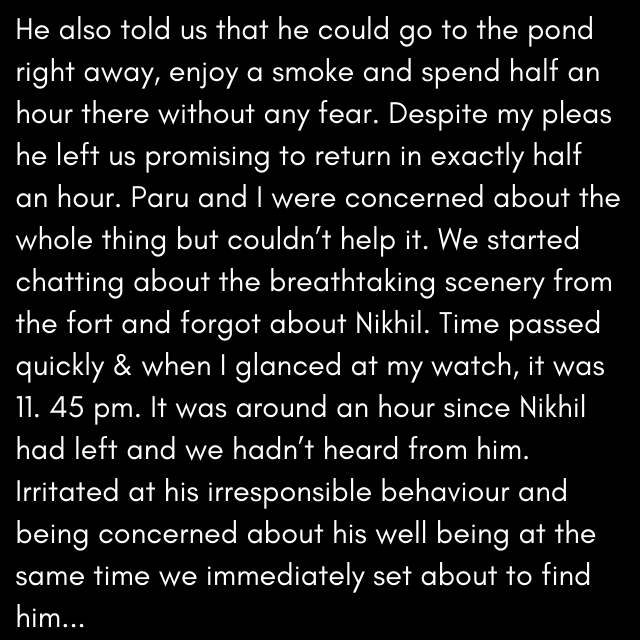 He also told us that he could go to the pond
right away, enjoy a smoke and spend half an
hour there without any fear. Despite my pleas
he left us promising to return in exactly half
an hour. Paru and I were concerned about the
whole thing but couldn't help it. We started
chatting about the breathtaking scenery from
the fort and forgot about Nikhil. Time passed
quickly & when I glanced at my watch, it was
11. 45 pm. It was around an hour since Nikhil
had left and we hadn't heard from him.
Irritated at his irresponsible behaviour and
being concerned about his well being at the
same time we immediately set about to find
him...